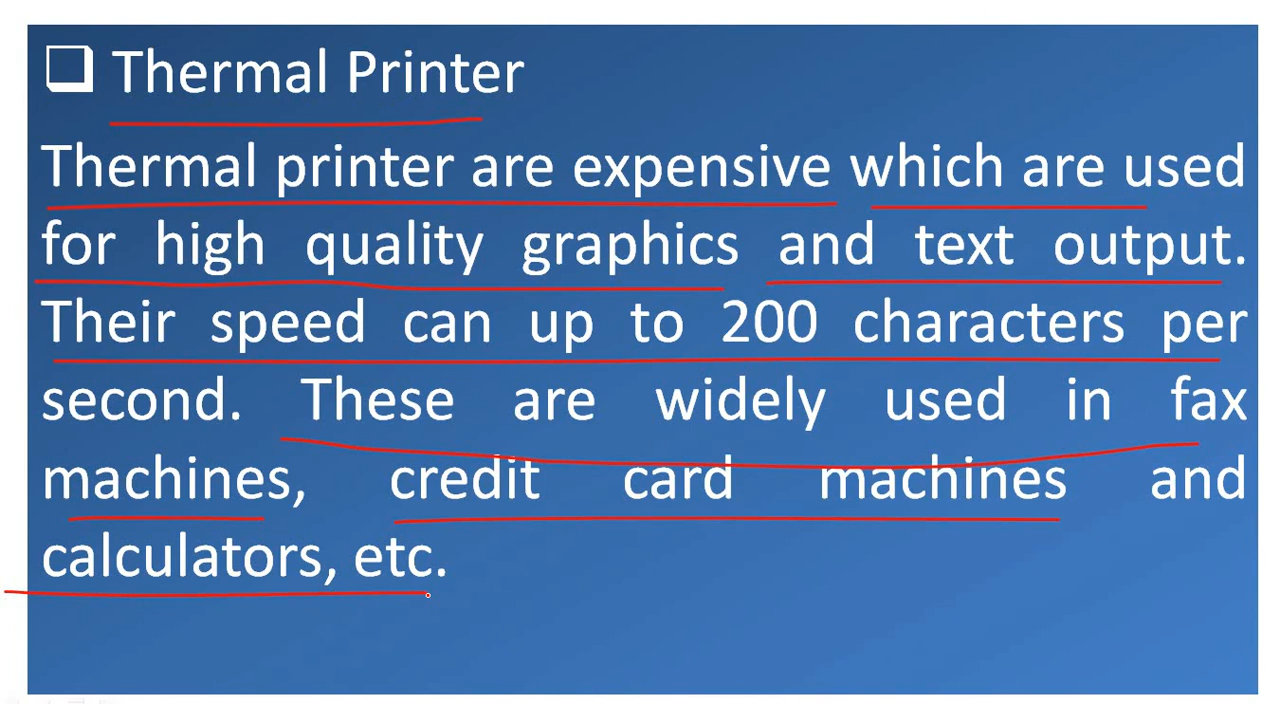 Thermal Printer
Thermal printer are expensive which are used
for high quality graphics and text output.
Their speed can up to 200 characters per
second. These are widely used in fax
machines, credit card machines and
calculators, etc.